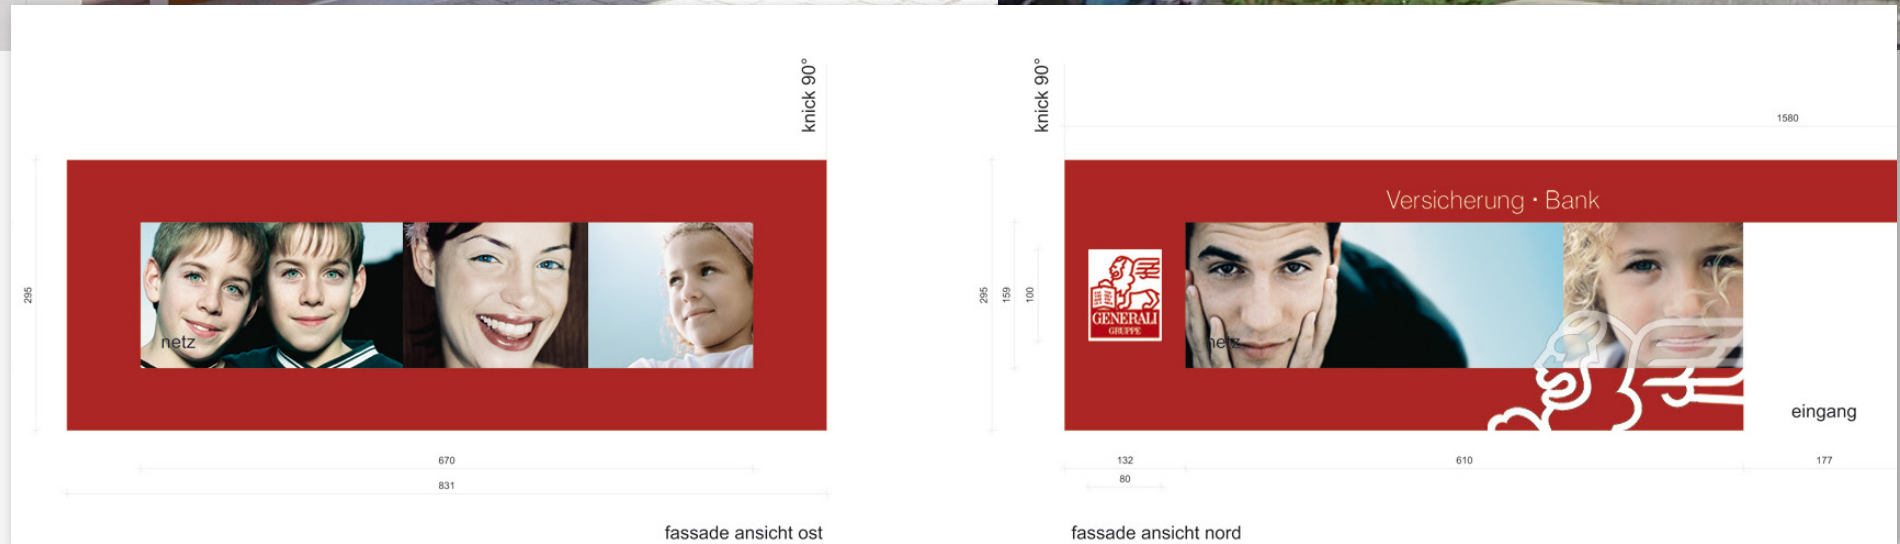 knick 90°
295
netz
670
831
fassade ansicht ost
knick 90°
1580
Versicherung · Bank
295
159
100
GENERALI
GRUPPE
netz
eingang
132
610
177
80
fassade ansicht nord